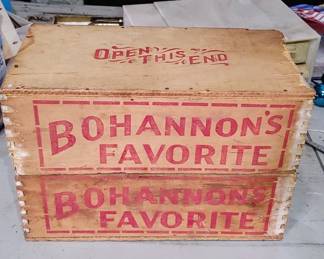 OPEN
THIS END
BOHANNON'S
FAVORITE
BOHANNON'S
FAVORITE